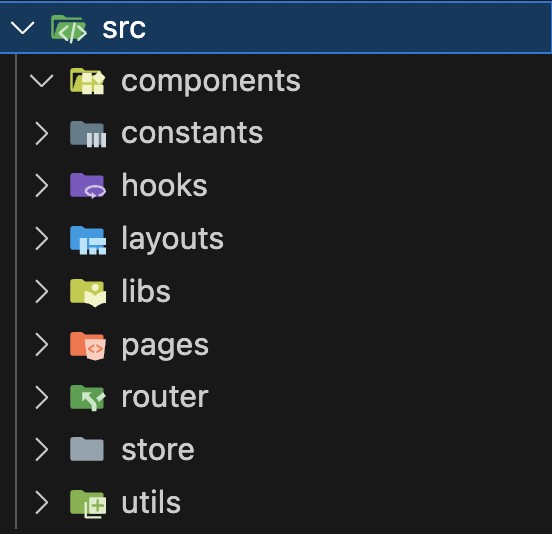 src
components
constants
hooks
layouts
libs
pages
router
store
utils